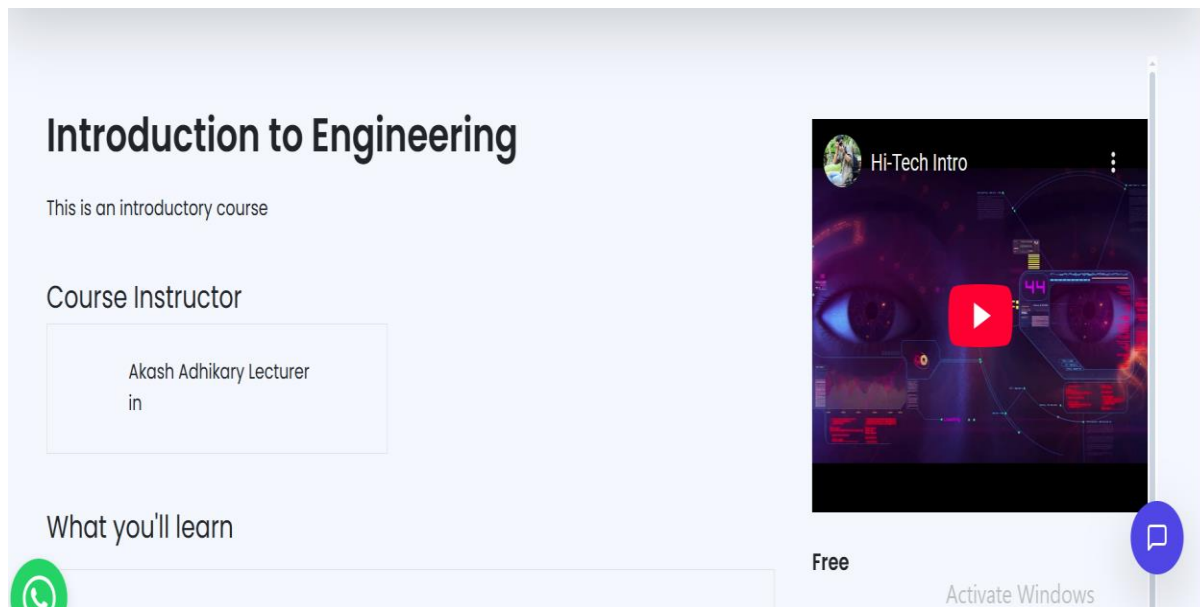 Introduction to Engineering
This is an introductory course
Course Instructor
Akash Adhikary Lecturer
in
What you'll learn
Hi-Tech Intro
44
Free
Activate Windows